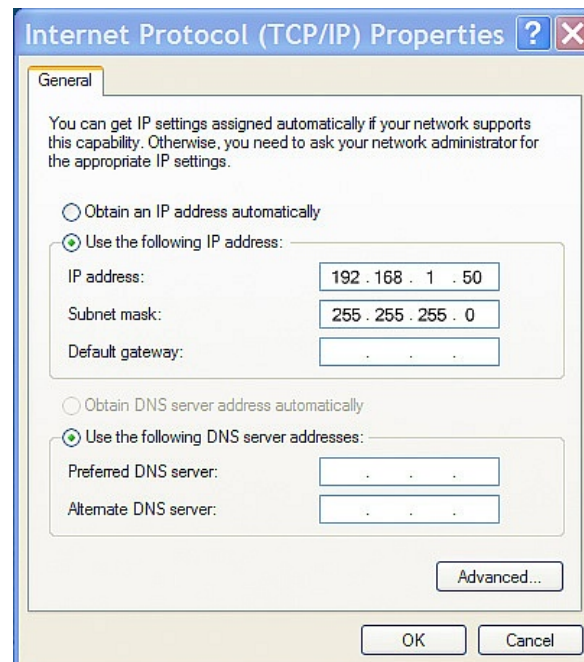 Internet Protocol (TCP/IP) Properties
General
You can get IP settings assigned automatically if your network supports
this capability. Otherwise, you need to ask your network administrator for
the appropriate IP settings.
Obtain an IP address automatically
Use the following IP address:
IP address: 192 . 168 . 1 . 50
Subnet mask: 255 . 255 . 255 . 0
Default gateway: . . .
Obtain DNS server address automatically
Use the following DNS server addresses:
Preferred DNS server: . . .
Alternate DNS server: . . .
Advanced...
OK Cancel